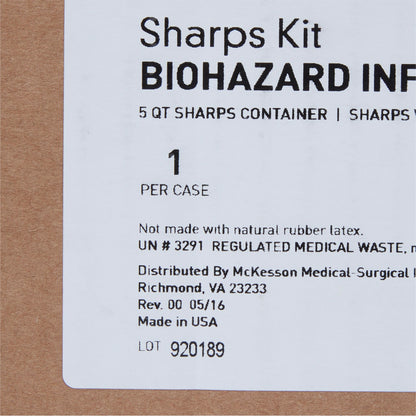 Sharps Kit
BIOHAZARD INF
5 QT SHARPS CONTAINER | SHARPS
1
PER CASE
Not made with natural rubber latex.
UN # 3291 REGULATED MEDICAL WASTE,
Distributed By McKesson Medical-Surgical
Richmond, VA 23233
Rev. 00 05/16
Made in USA
LOT 920189